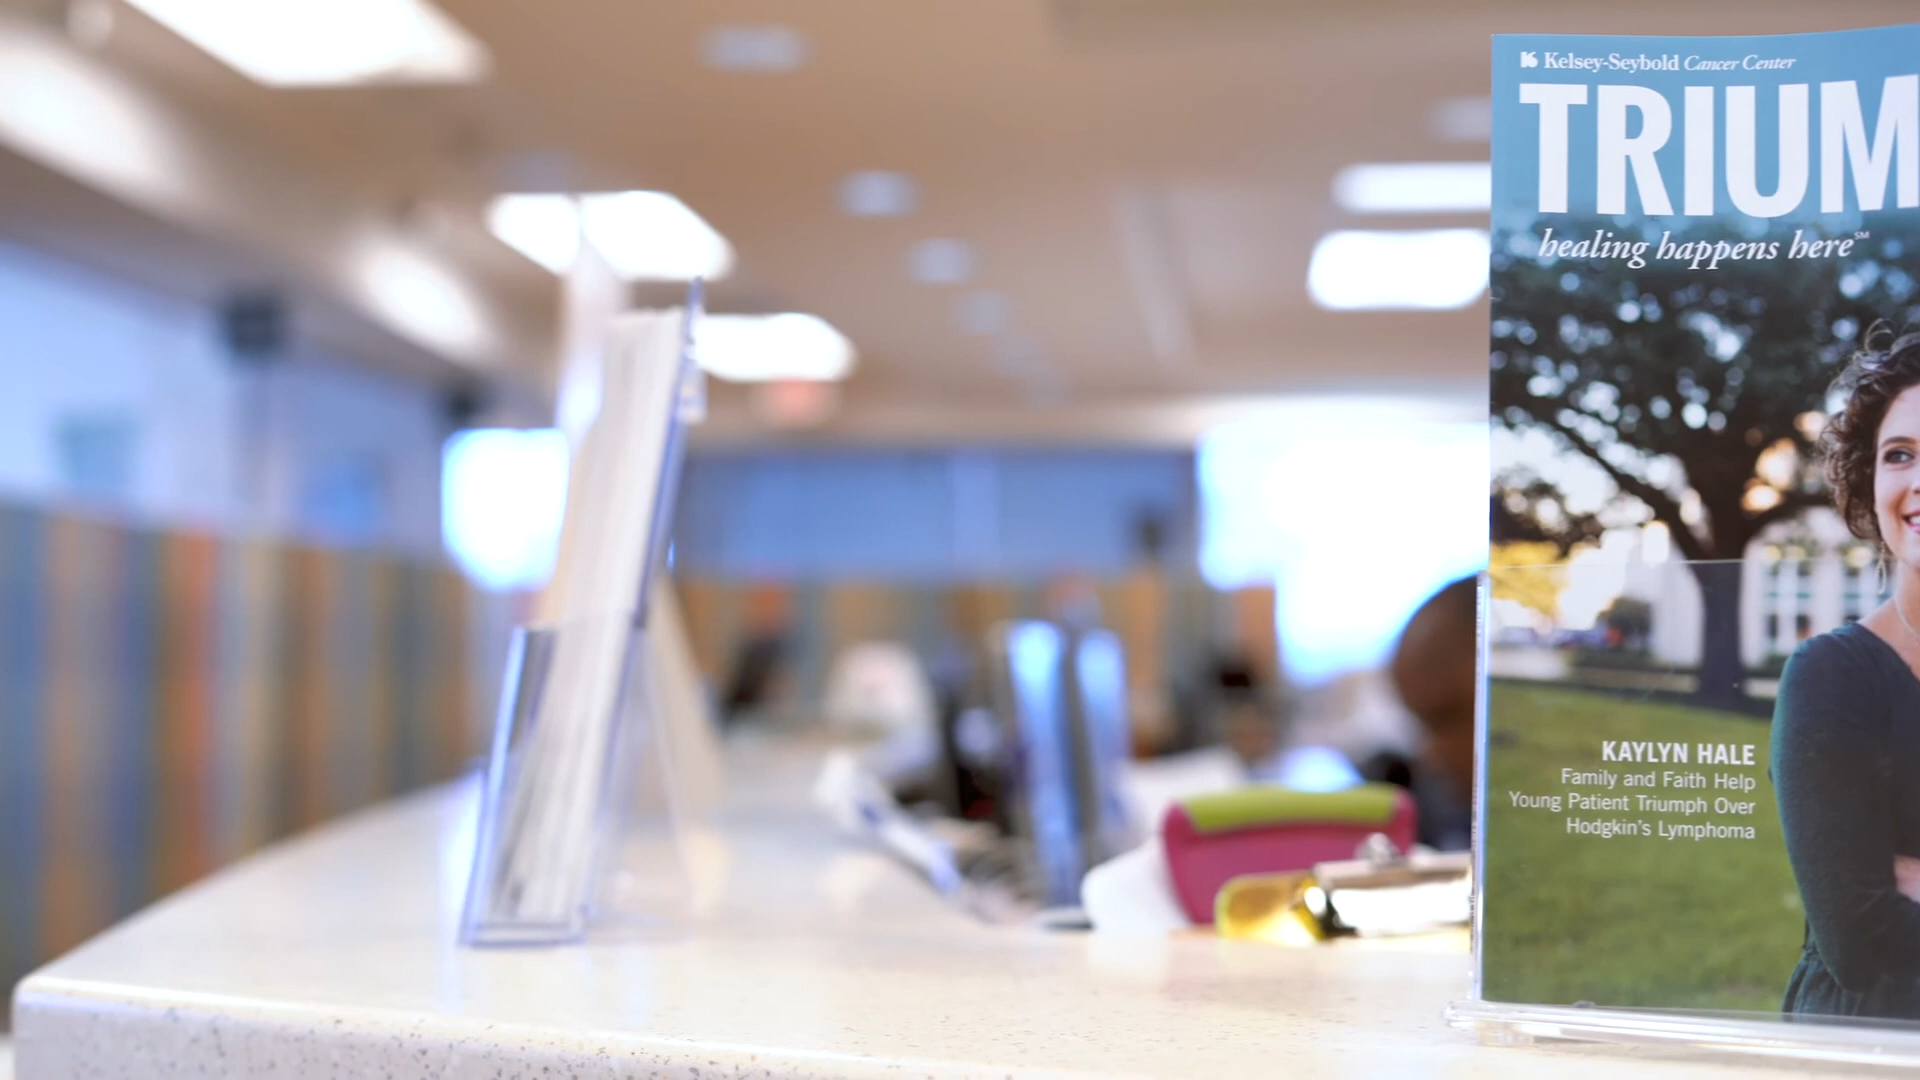 Kelsey-Seybold Cancer Center
TRIUM
healing happens here℠
KAYLYN HALE
Family and Faith Help
Young Patient Triumph Over
Hodgkin's Lymphoma